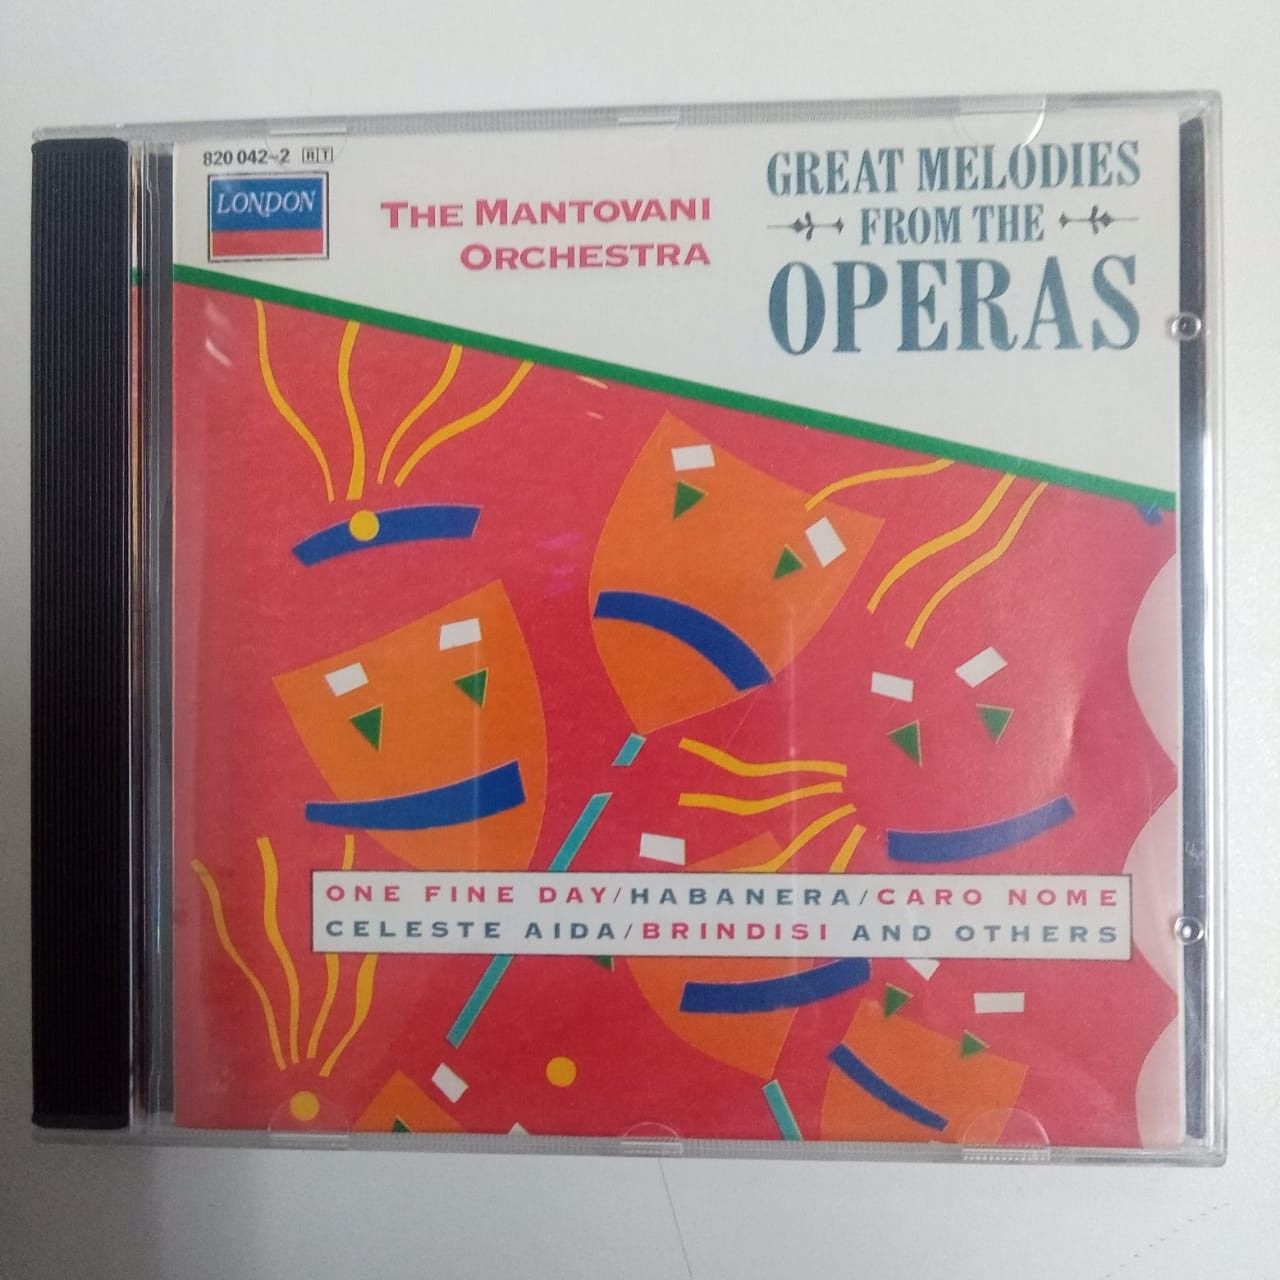 820 042-2 RT
LONDON
THE MANTOVANI
ORCHESTRA
GREAT MELODIES
FROM THE
OPERAS
ONE FINE DAY/HABANERA/CARO NOME
CELESTE AIDA/BRINDISI AND OTHERS